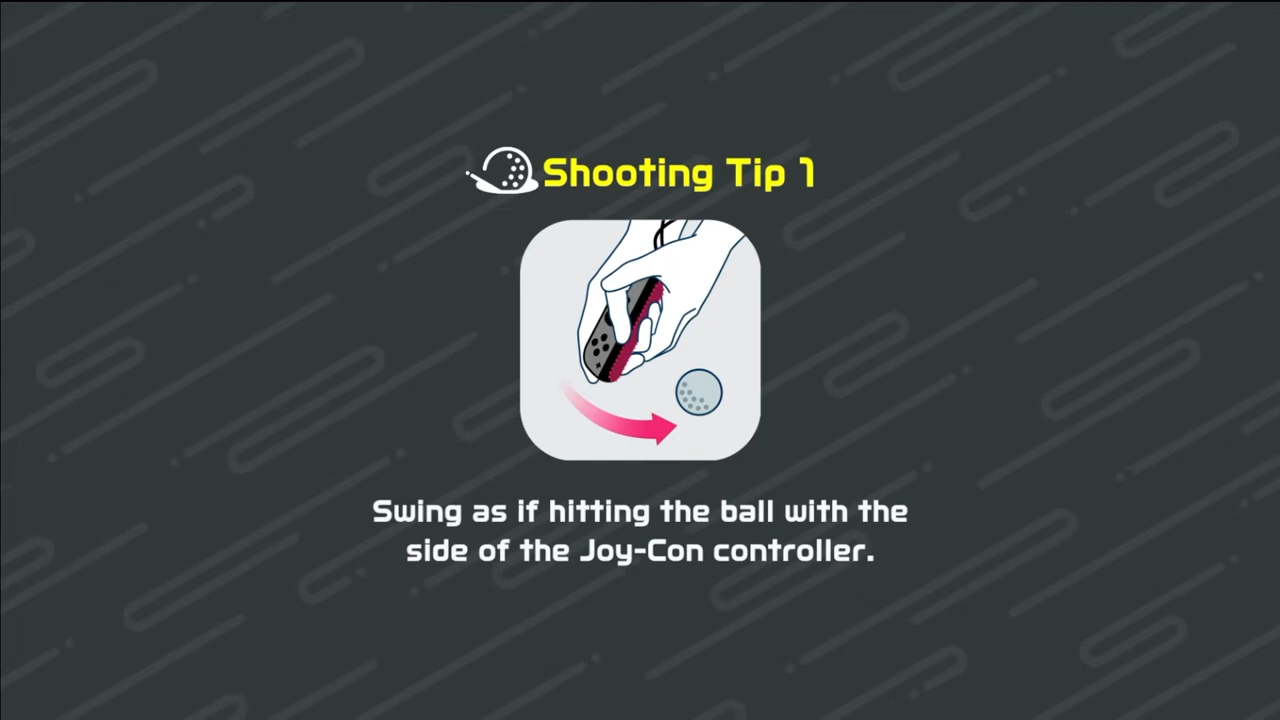 Shooting Tip 1
Swing as if hitting the ball with the
side of the Joy-Con controller.